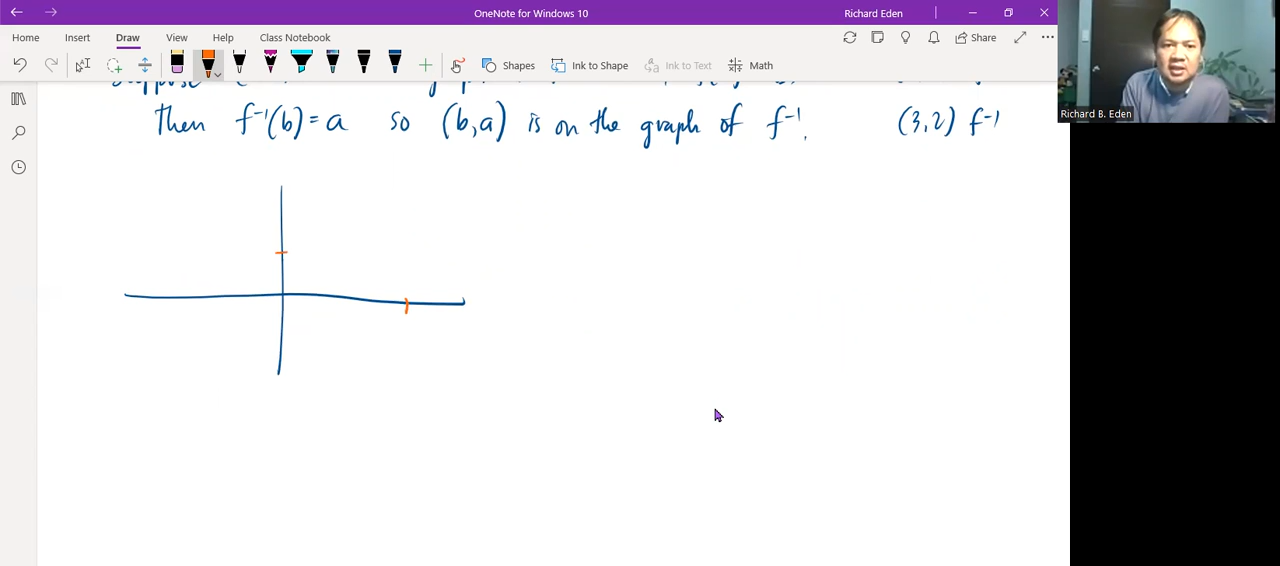 OneNote for Windows 10
Richard Eden
Home Insert Draw View Help Class Notebook
Share
Shapes Ink to Shape Ink to Text Math
Richard B. Eden
then f⁻¹(b) = a so (b,a) is on the graph of f⁻¹. (3,2) f⁻¹